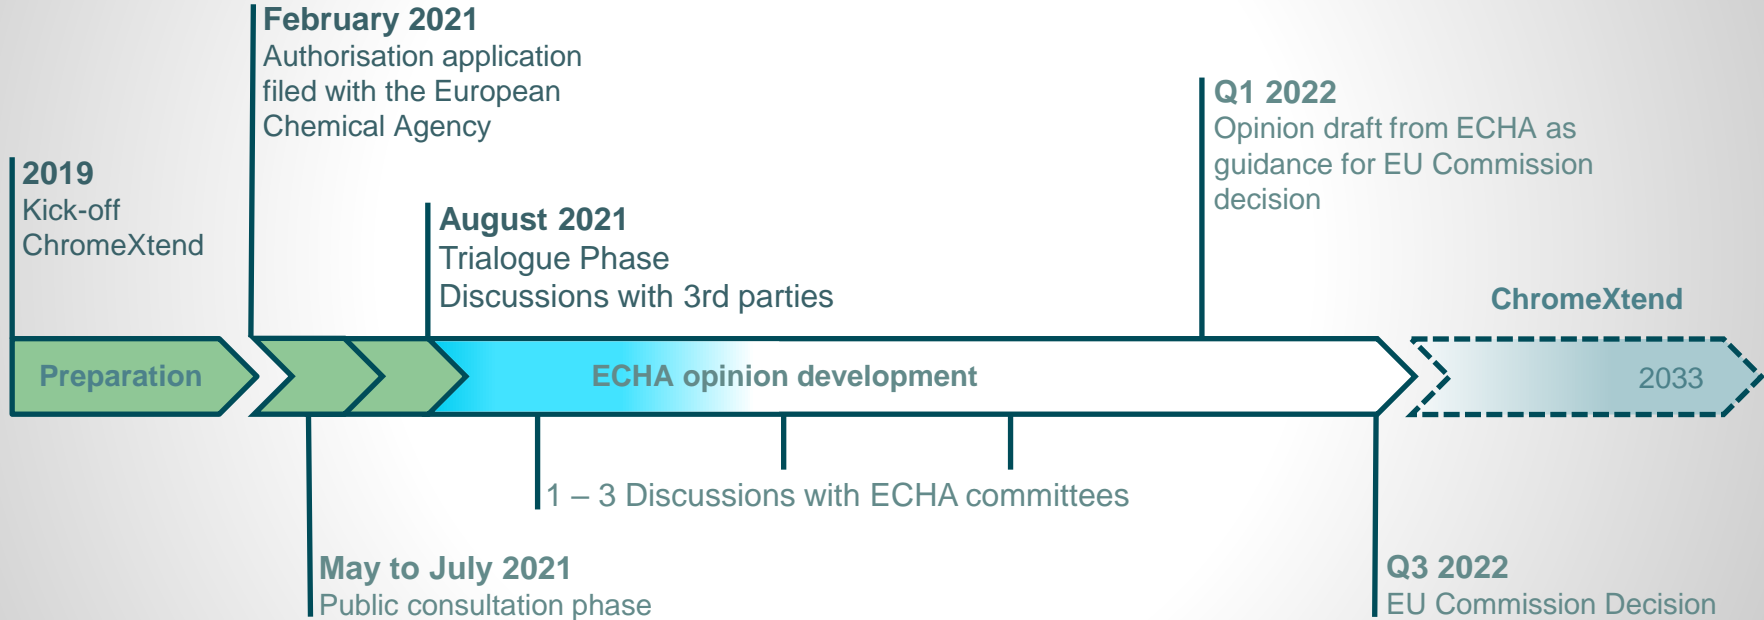 February 2021
Authorisation application
filed with the European
Chemical Agency
Q1 2022
Opinion draft from ECHA as
guidance for EU Commission
decision
2019
Kick-off
ChromeXtend
August 2021
Trialogue Phase
Discussions with 3rd parties
ChromeXtend
Preparation
ECHA opinion development
2033
1 – 3 Discussions with ECHA committees
May to July 2021
Public consultation phase
Q3 2022
EU Commission Decision